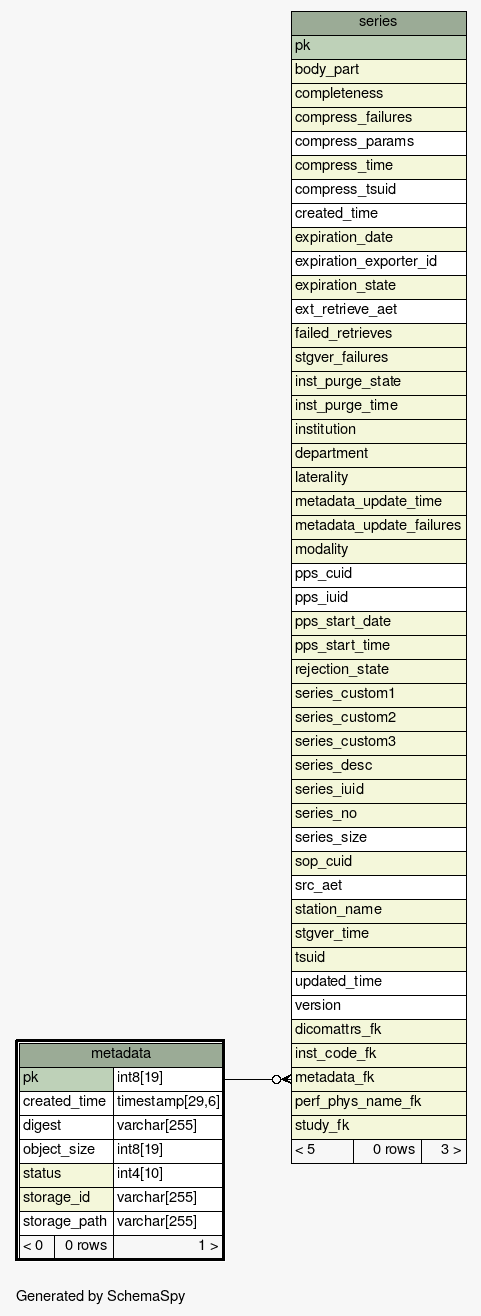 series
pk
body_part
completeness
compress_failures
compress_params
compress_time
compress_tsuid
created_time
expiration_date
expiration_exporter_id
expiration_state
ext_retrieve_aet
failed_retrieves
stgver_failures
inst_purge_state
inst_purge_time
institution
department
laterality
metadata_update_time
metadata_update_failures
modality
pps_cuid
pps_iuid
pps_start_date
pps_start_time
rejection_state
series_custom1
series_custom2
series_custom3
series_desc
series_iuid
series_no
series_size
sop_cuid
src_aet
station_name
stgver_time
tsuid
updated_time
version
dicomattrs_fk
inst_code_fk
metadata_fk
perf_phys_name_fk
study_fk
< 5 0 rows 3 >
metadata
pk int8[19]
created_time timestamp[29,6]
digest varchar[255]
object_size int8[19]
status int4[10]
storage_id varchar[255]
storage_path varchar[255]
< 0 0 rows 1 >
Generated by SchemaSpy